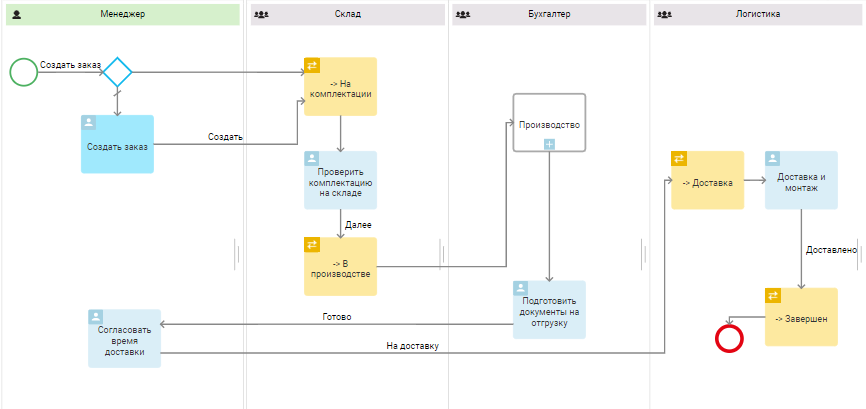 Менеджер
Склад
Бухгалтер
Логистика
Создать заказ
-> На
комплектации
Производство
Создать заказ
Создать
Проверить
комплектацию
на складе
-> Доставка
Доставка и
монтаж
Далее
-> В
производстве
Доставлено
Подготовить
документы на
отгрузку
Готово
Согласовать
время
доставки
-> Завершен
На доставку